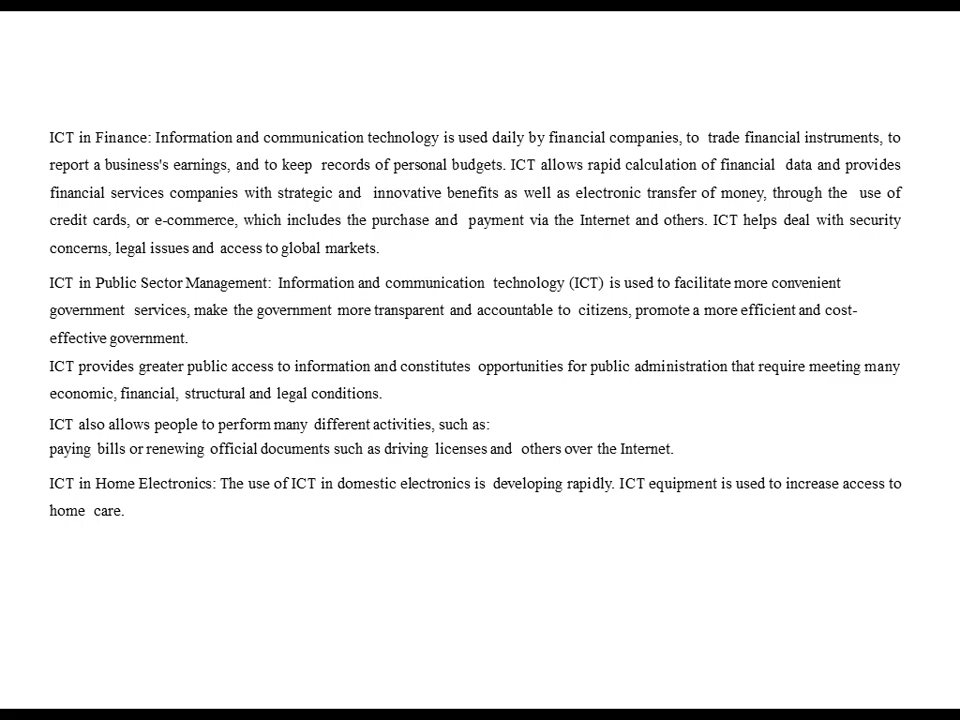 ICT in Finance: Information and communication technology is used daily by financial companies, to trade financial instruments, to
report a business's earnings, and to keep records of personal budgets. ICT allows rapid calculation of financial data and provides
financial services companies with strategic and innovative benefits as well as electronic transfer of money, through the use of
credit cards, or e-commerce, which includes the purchase and payment via the Internet and others. ICT helps deal with security
concerns, legal issues and access to global markets.
ICT in Public Sector Management: Information and communication technology (ICT) is used to facilitate more convenient
government services, make the government more transparent and accountable to citizens, promote a more efficient and cost-
effective government.
ICT provides greater public access to information and constitutes opportunities for public administration that require meeting many
economic, financial, structural and legal conditions.
ICT also allows people to perform many different activities, such as:
paying bills or renewing official documents such as driving licenses and others over the Internet.
ICT in Home Electronics: The use of ICT in domestic electronics is developing rapidly. ICT equipment is used to increase access to
home care.